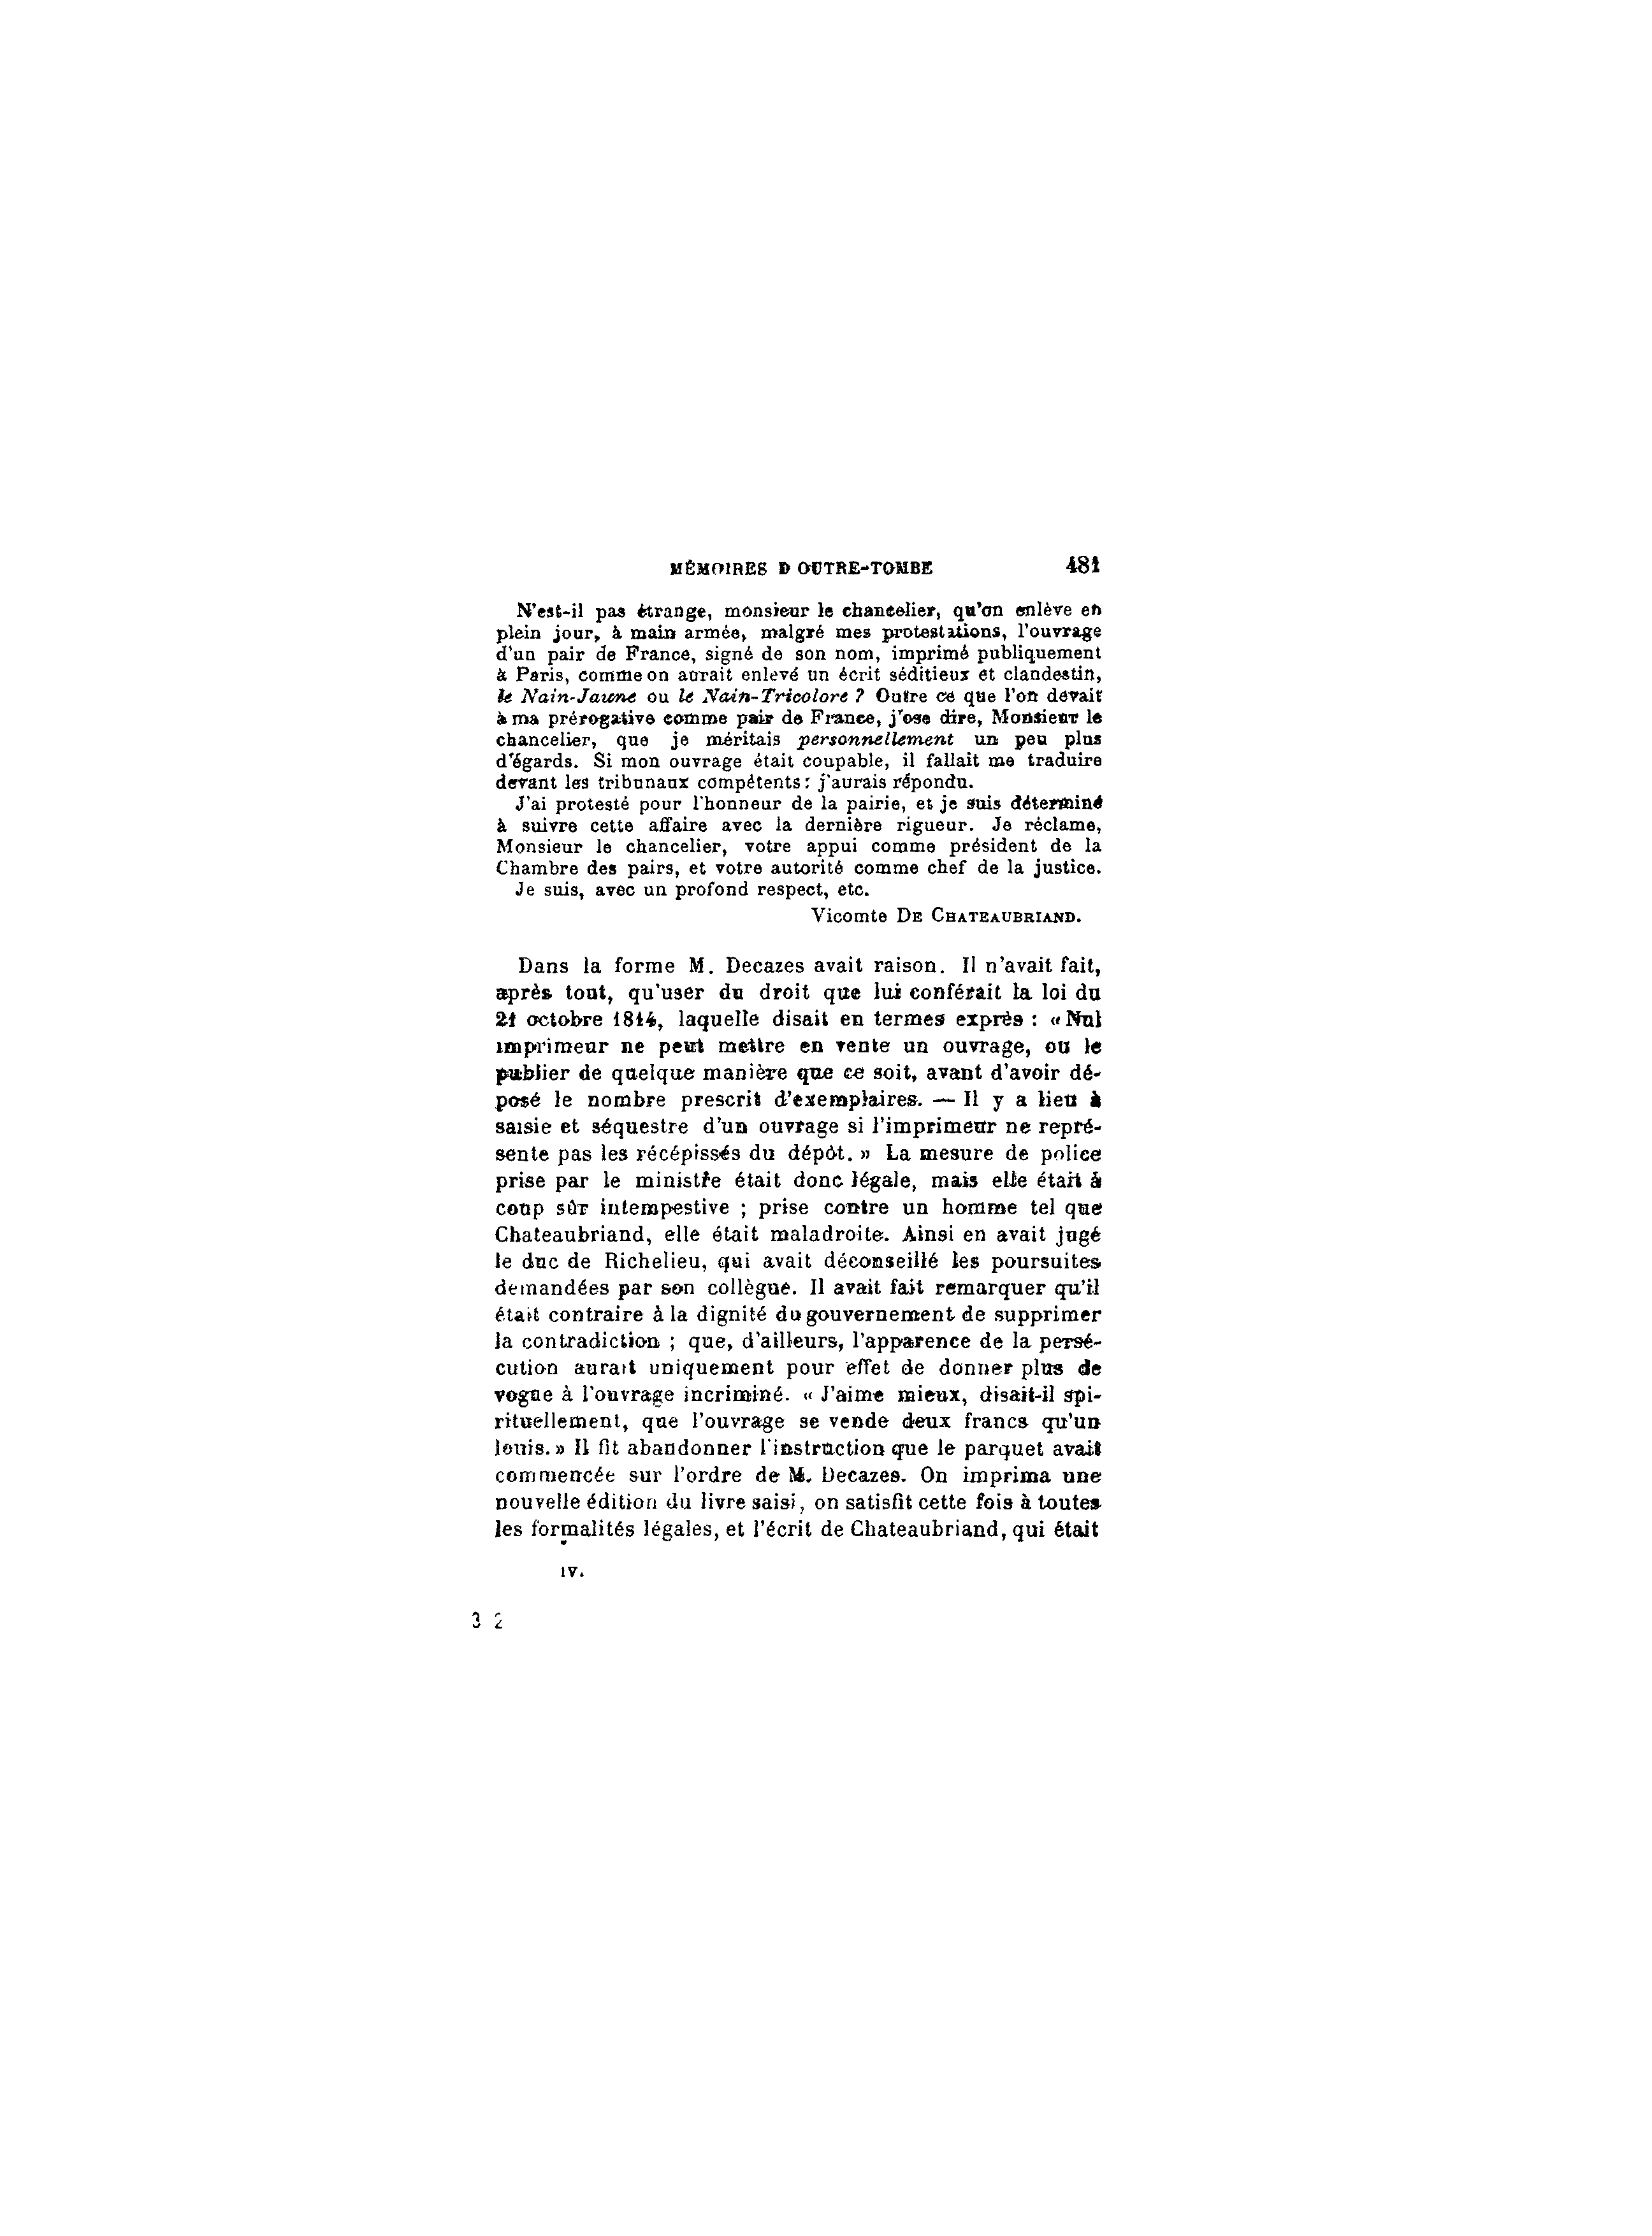 MÉMOIRES D OUTRE-TOMBE 481
N'est-il pas étrange, monsieur le chancelier, qu'on enlève en
plein jour, à main armée, malgré mes protestations, l'ouvrage
d'un pair de France, signé de son nom, imprimé publiquement
à Paris, comme on aurait enlevé un écrit séditieux et clandestin,
le Nain-Jaune ou le Nain-Tricolore ? Outre ce que l'on devait
à ma prérogative comme pair de France, j'ose dire, Monsieur le
chancelier, que je méritais personnellement un peu plus
d'égards. Si mon ouvrage était coupable, il fallait me traduire
devant les tribunaux compétents : j'aurais répondu.
J'ai protesté pour l'honneur de la pairie, et je suis déterminé
à suivre cette affaire avec la dernière rigueur. Je réclame,
Monsieur le chancelier, votre appui comme président de la
Chambre des pairs, et votre autorité comme chef de la justice.
Je suis, avec un profond respect, etc.
Vicomte DE CHATEAUBRIAND.
Dans la forme M. Decazes avait raison. Il n'avait fait,
après tout, qu'user du droit que lui conférait la loi du
21 octobre 1814, laquelle disait en termes exprès : « Nul
imprimeur ne peut mettre en vente un ouvrage, ou le
publier de quelque manière que ce soit, avant d'avoir dé-
posé le nombre prescrit d'exemplaires. — Il y a lieu à
saisie et séquestre d'un ouvrage si l'imprimeur ne repré-
sente pas les récépissés du dépôt. » La mesure de police
prise par le ministre était donc légale, mais elle était à
coup sûr intempestive ; prise contre un homme tel que
Chateaubriand, elle était maladroite. Ainsi en avait jugé
le duc de Richelieu, qui avait déconseillé les poursuites
demandées par son collègue. Il avait fait remarquer qu'il
était contraire à la dignité du gouvernement de supprimer
la contradiction ; que, d'ailleurs, l'apparence de la persé-
cution aurait uniquement pour effet de donner plus de
vogue à l'ouvrage incriminé. « J'aime mieux, disait-il spi-
rituellement, que l'ouvrage se vende deux francs qu'un
louis. » Il fit abandonner l'instruction que le parquet avait
commencée sur l'ordre de M. Decazes. On imprima une
nouvelle édition du livre saisi, on satisfit cette fois à toutes
les formalités légales, et l'écrit de Chateaubriand, qui était
IV.
3 2